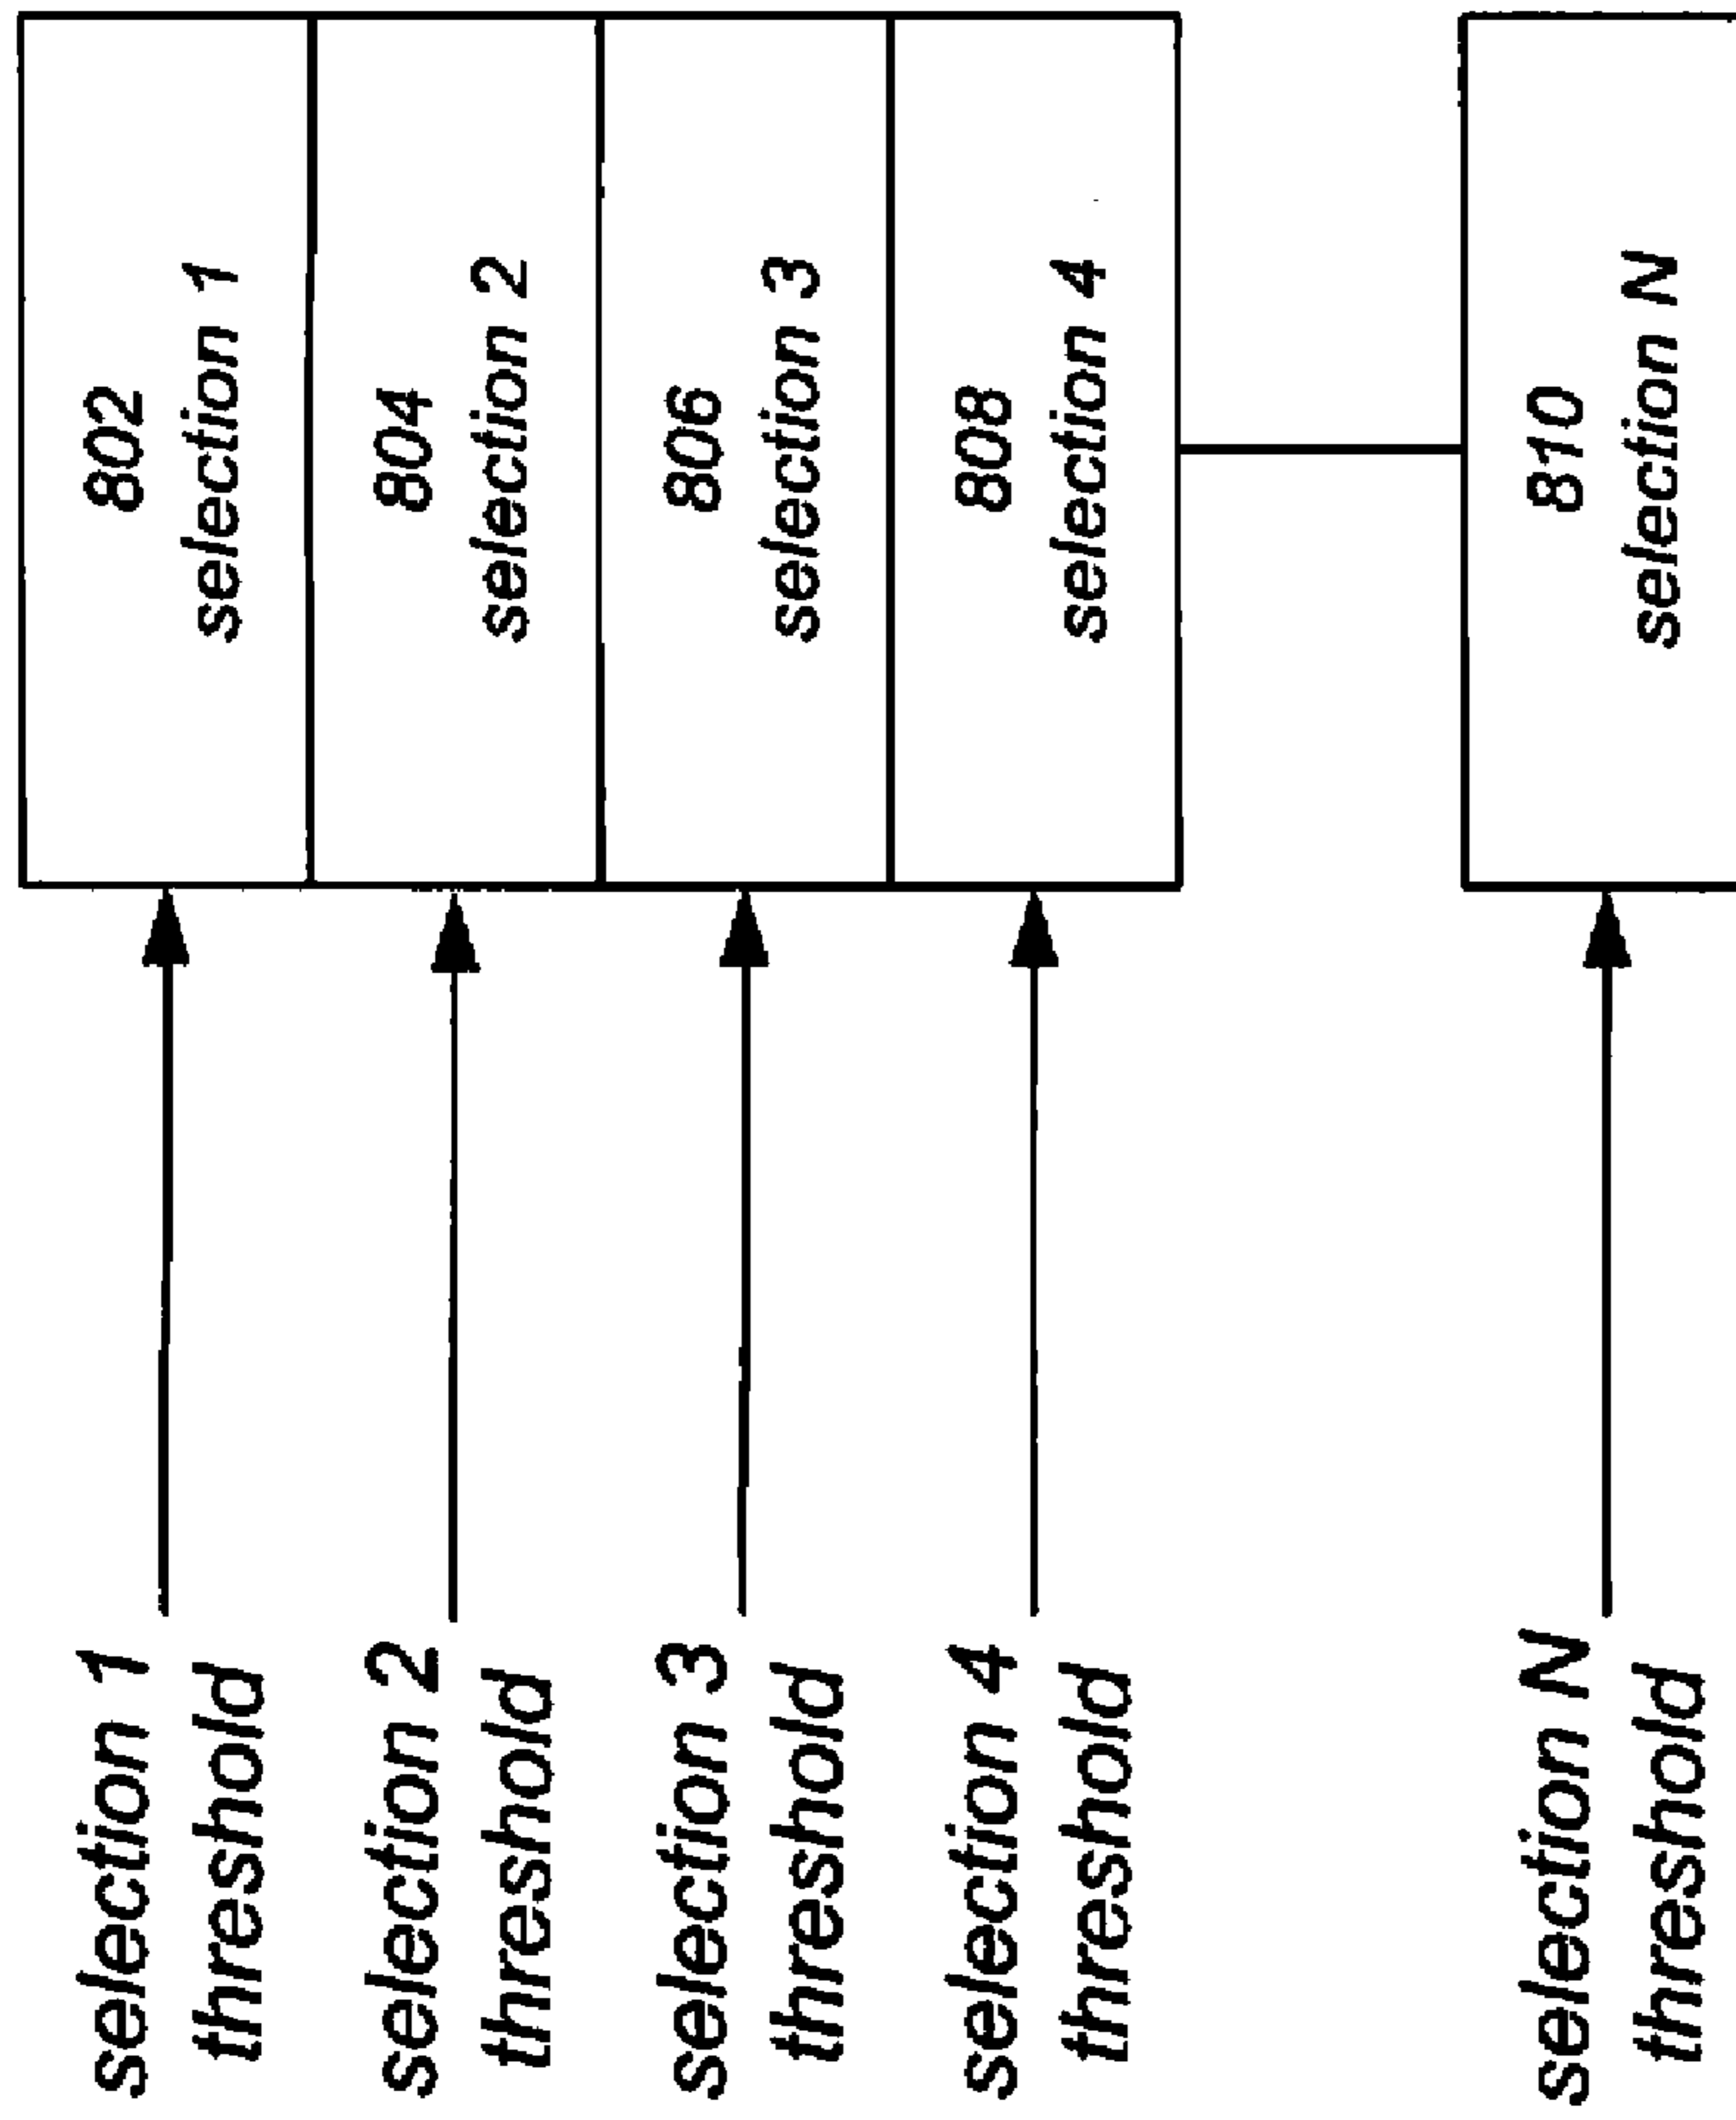 802
selection 1
804
selection 2
806
selection 3
808
selection 4
810
selection N
selection 1
threshold
selection 2
threshold
selection 3
threshold
selection 4
threshold
selection N
threshold